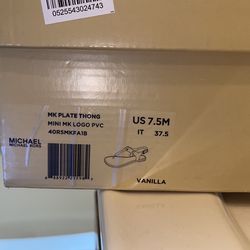 0525543024743
MK PLATE THONG
MINI MK LOGO PVC
40R5MKFA1B
US 7.5M
IT 37.5
MICHAEL
MICHAEL KORS
VANILLA